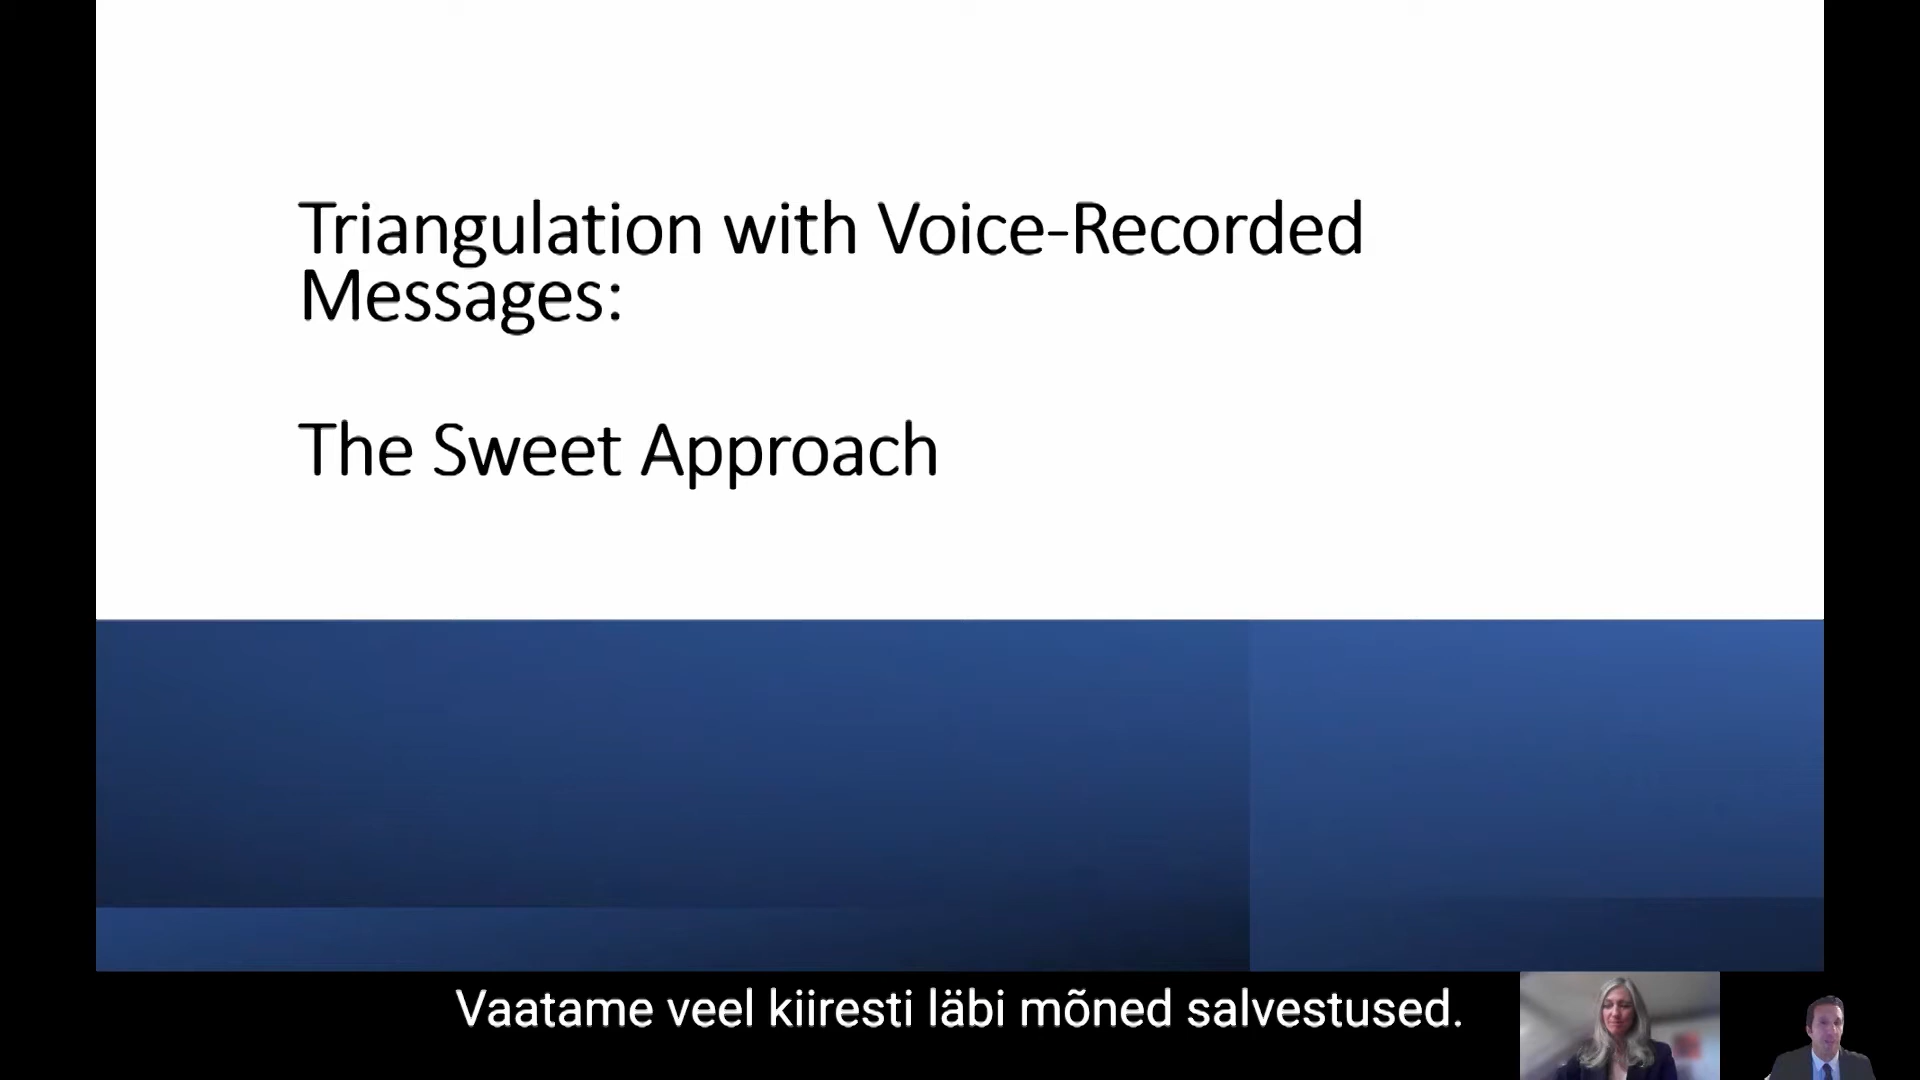 Triangulation with Voice-Recorded
Messages:
The Sweet Approach
Vaatame veel kiiresti läbi mõned salvestused.